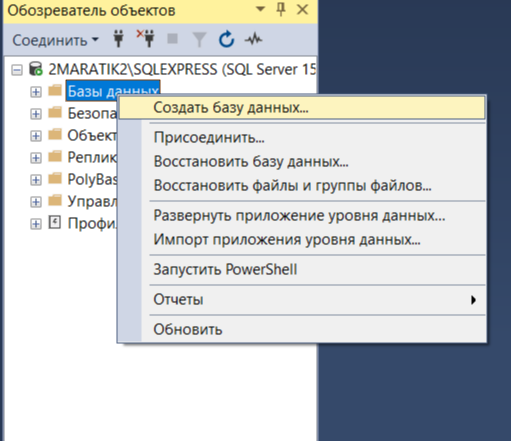 Обозреватель объектов
Соединить
2MARATIK2\SQLEXPRESS (SQL Server 15
Базы данных
Создать базу данных...
Безопа
Присоединить...
Объект
Восстановить базу данных...
Реплик
Восстановить файлы и группы файлов...
PolyBas
Управл
Развернуть приложение уровня данных...
Профи
Импорт приложения уровня данных...
Запустить PowerShell
Отчеты
Обновить